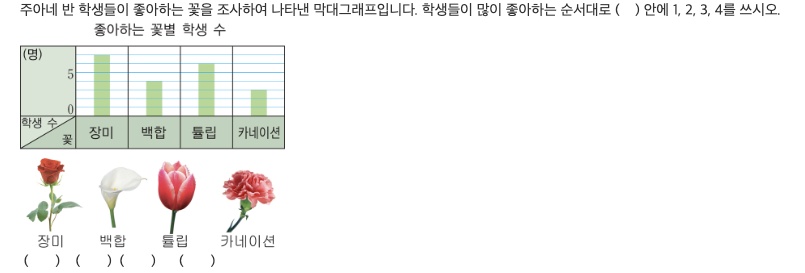 주아네 반 학생들이 좋아하는 꽃을 조사하여 나타낸 막대그래프입니다. 학생들이 많이 좋아하는 순서대로 (    ) 안에 1, 2, 3, 4를 쓰시오.
좋아하는 꽃별 학생 수
(명)
5
0
학생 수
꽃
장미 백합 튤립 카네이션
장미 백합 튤립 카네이션
(    ) (    ) (    ) (    )